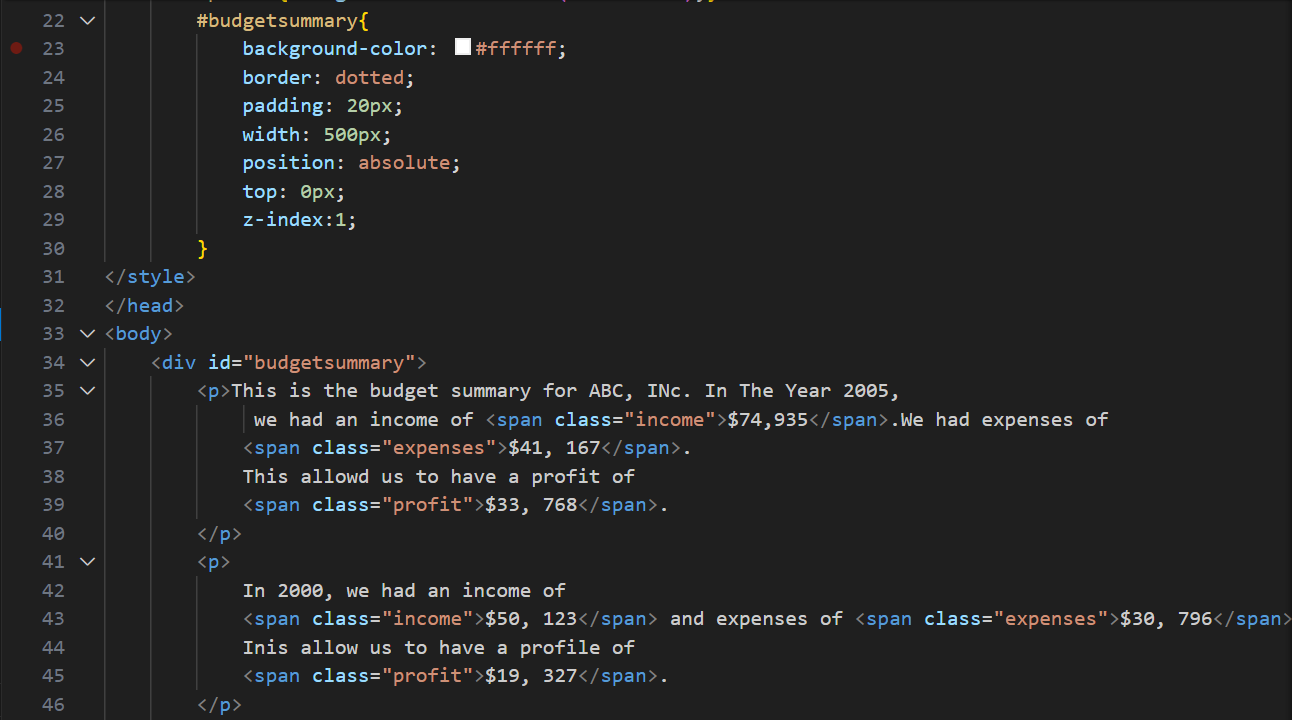 22 #budgetsummary{
23 background-color: #ffffff;
24 border: dotted;
25 padding: 20px;
26 width: 500px;
27 position: absolute;
28 top: 0px;
29 z-index:1;
30 }
31 </style>
32 </head>
33 <body>
34 <div id="budgetsummary">
35 <p>This is the budget summary for ABC, INc. In The Year 2005,
36 we had an income of <span class="income">$74,935</span>.We had expenses of
37 <span class="expenses">$41, 167</span>.
38 This allowd us to have a profit of
39 <span class="profit">$33, 768</span>.
40 </p>
41 <p>
42 In 2000, we had an income of
43 <span class="income">$50, 123</span> and expenses of <span class="expenses">$30, 796</span>
44 Inis allow us to have a profile of
45 <span class="profit">$19, 327</span>.
46 </p>